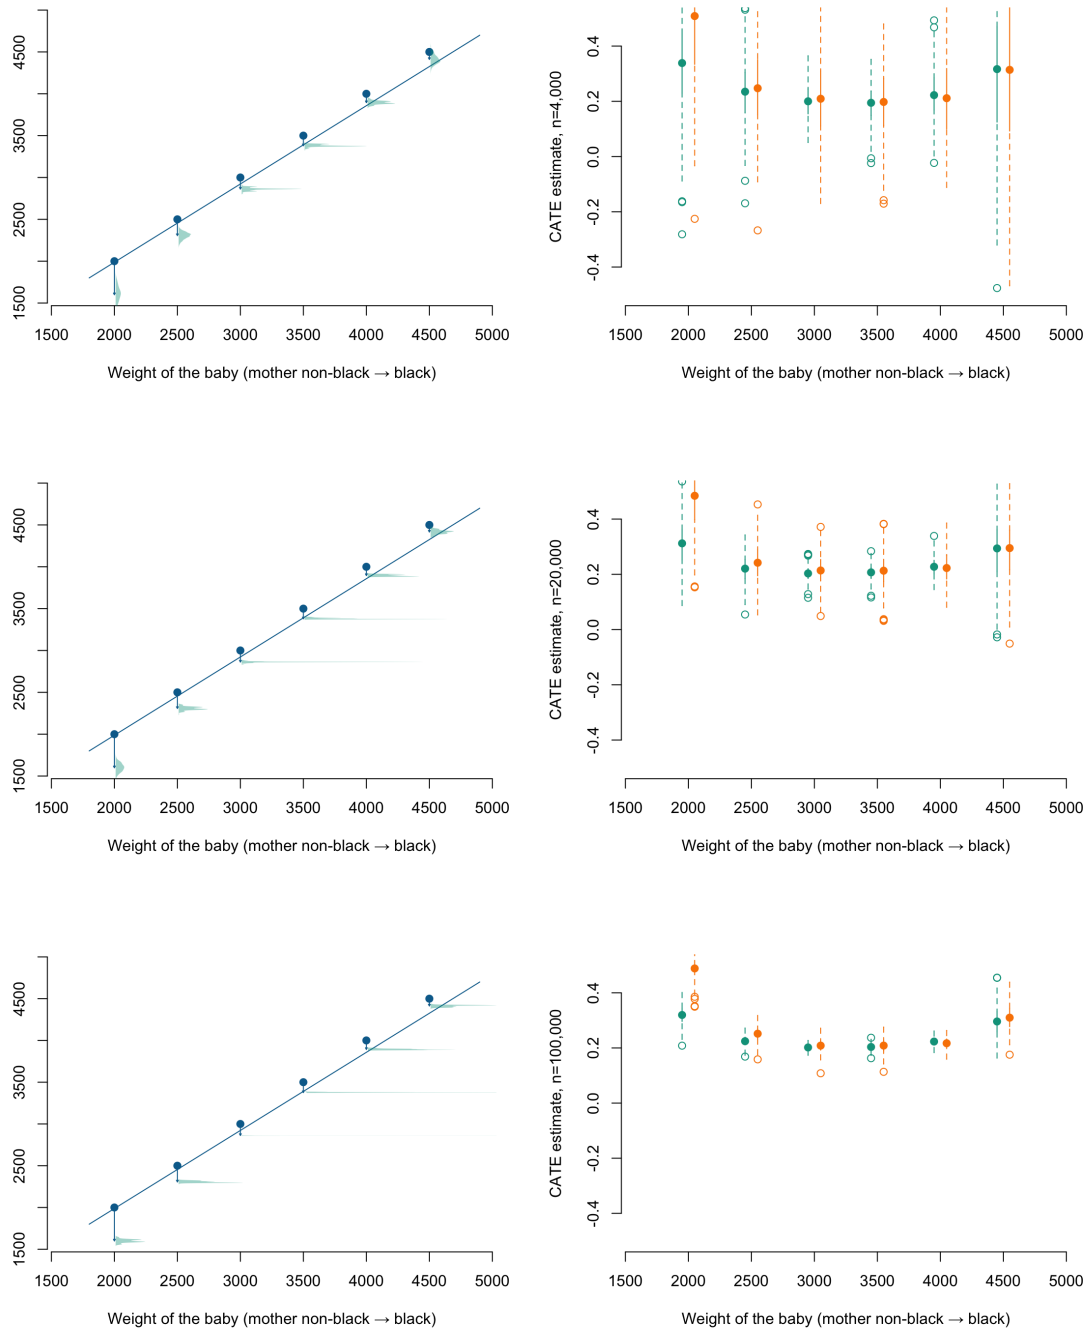 4500
3500
2500
1500
1500 2000 2500 3000 3500 4000 4500 5000
Weight of the baby (mother non-black → black)
CATE estimate, n=4,000
0.4
0.2
0.0
-0.2
-0.4
1500 2000 2500 3000 3500 4000 4500 5000
Weight of the baby (mother non-black → black)
4500
3500
2500
1500
1500 2000 2500 3000 3500 4000 4500 5000
Weight of the baby (mother non-black → black)
CATE estimate, n=20,000
0.4
0.2
0.0
-0.2
-0.4
1500 2000 2500 3000 3500 4000 4500 5000
Weight of the baby (mother non-black → black)
4500
3500
2500
1500
1500 2000 2500 3000 3500 4000 4500 5000
Weight of the baby (mother non-black → black)
CATE estimate, n=100,000
0.4
0.2
0.0
-0.2
-0.4
1500 2000 2500 3000 3500 4000 4500 5000
Weight of the baby (mother non-black → black)